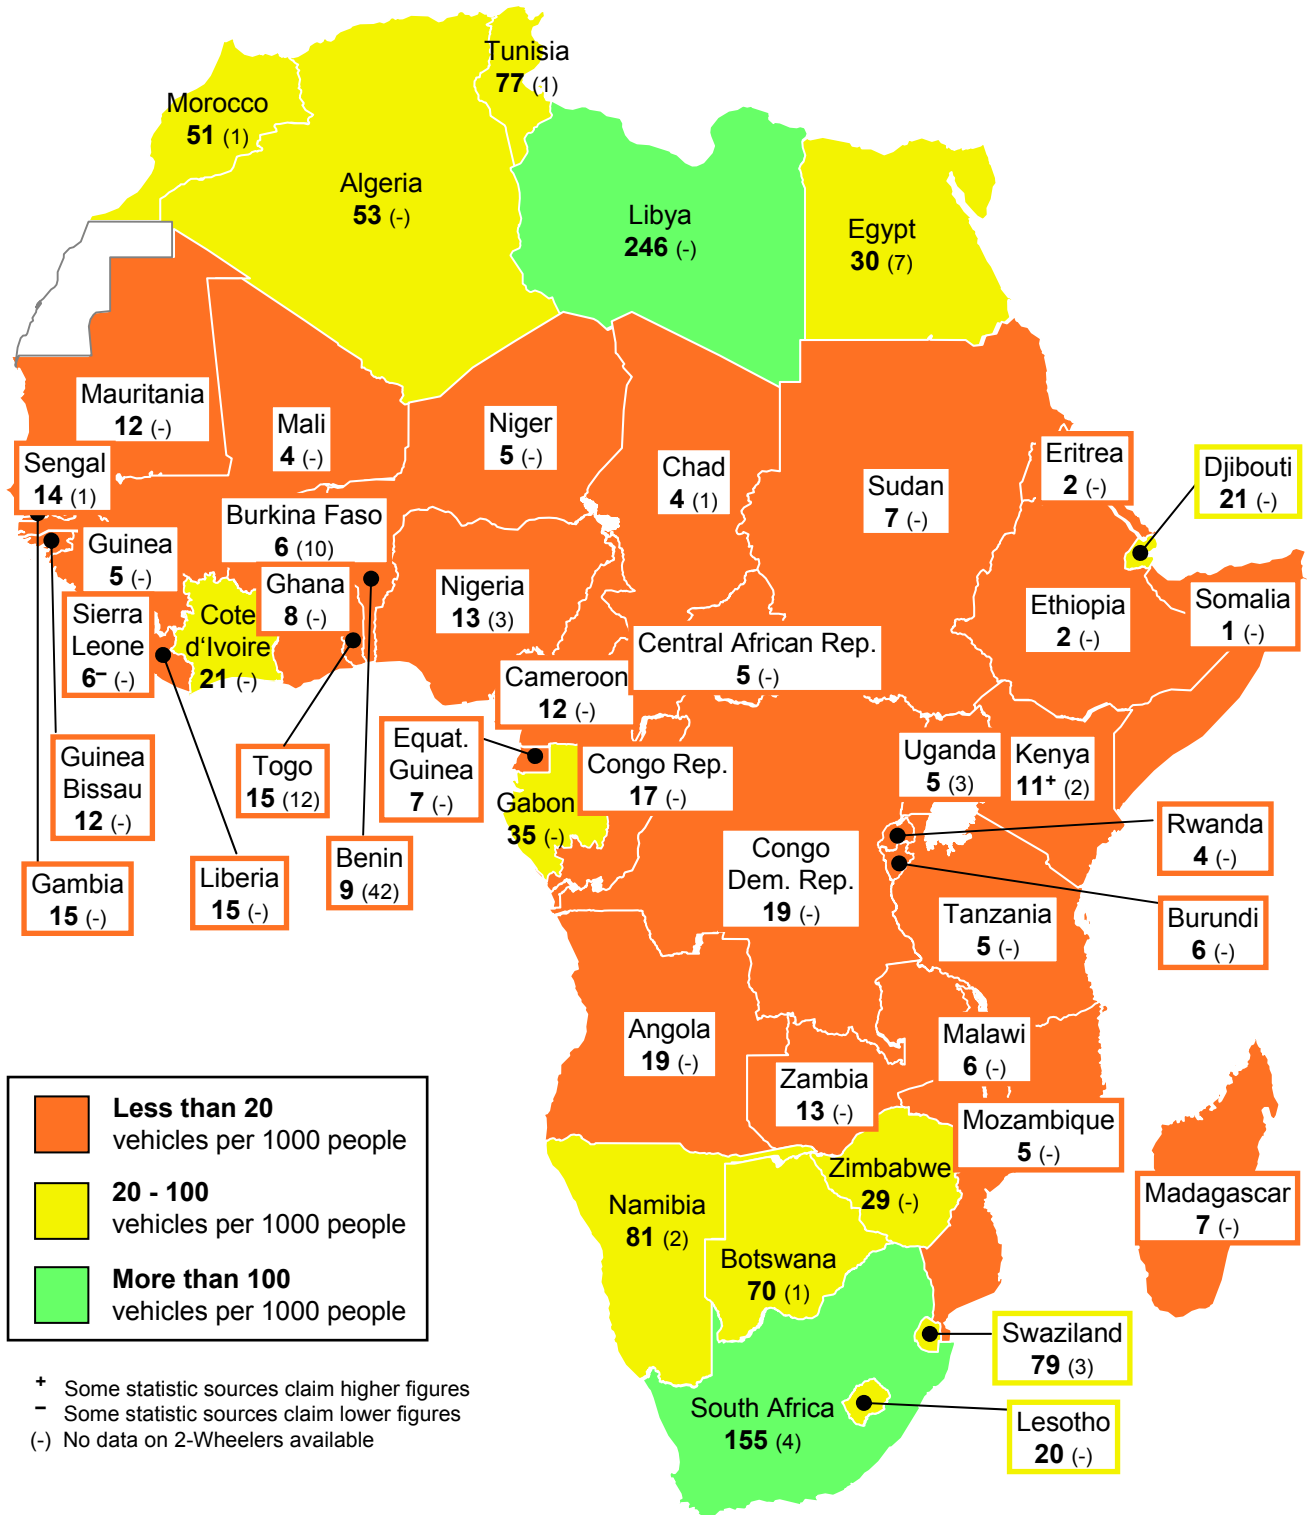 Tunisia
77 (1)
Morocco
51 (1)
Algeria
53 (-)
Libya
246 (-)
Egypt
30 (7)
Mauritania
12 (-)
Mali
4 (-)
Niger
5 (-)
Chad
4 (1)
Sudan
7 (-)
Eritrea
2 (-)
Djibouti
21 (-)
Sengal
14 (1)
Burkina Faso
6 (10)
Guinea
5 (-)
Ghana
8 (-)
Nigeria
13 (3)
Ethiopia
2 (-)
Somalia
1 (-)
Sierra
Leone
6– (-)
Cote
d‘Ivoire
21 (-)
Central African Rep.
5 (-)
Cameroon
12 (-)
Guinea
Bissau
12 (-)
Togo
15 (12)
Equat.
Guinea
7 (-)
Congo Rep.
17 (-)
Uganda
5 (3)
Kenya
11+ (2)
Gabon
35 (-)
Rwanda
4 (-)
Gambia
15 (-)
Liberia
15 (-)
Benin
9 (42)
Congo
Dem. Rep.
19 (-)
Tanzania
5 (-)
Burundi
6 (-)
Angola
19 (-)
Malawi
6 (-)
Zambia
13 (-)
Mozambique
5 (-)
Zimbabwe
29 (-)
Madagascar
7 (-)
Namibia
81 (2)
Botswana
70 (1)
Swaziland
79 (3)
South Africa
155 (4)
Lesotho
20 (-)
Less than 20
vehicles per 1000 people
20 - 100
vehicles per 1000 people
More than 100
vehicles per 1000 people
+ Some statistic sources claim higher figures
– Some statistic sources claim lower figures
(-) No data on 2-Wheelers available